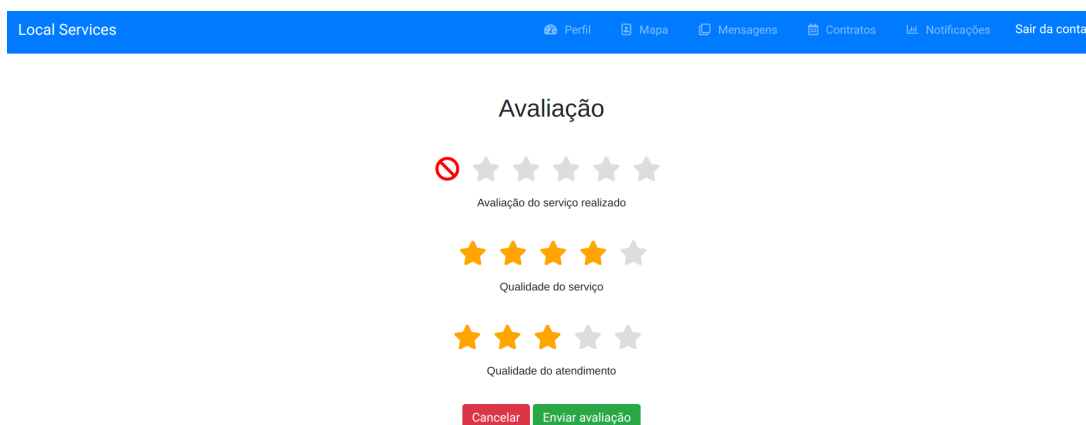 Local Services Perfil Mapa Mensagens Contratos Notificações Sair da conta
Avaliação
Avaliação do serviço realizado
Qualidade do serviço
Qualidade do atendimento
Cancelar Enviar avaliação